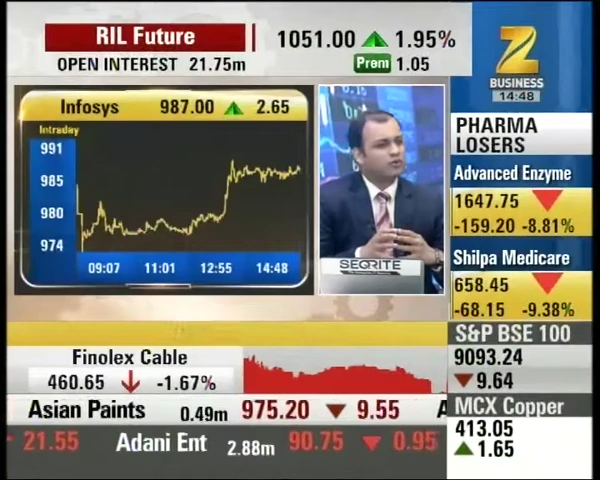 RIL Future
1051.00 1.95%
OPEN INTEREST 21.75m
Prem 1.05
Z
BUSINESS
14:48
Infosys 987.00 2.65
Intraday
991
985
980
974
09:07 11:01 12:55 14:48
SEQRITE
PHARMA
LOSERS
Advanced Enzyme
1647.75
-159.20 -8.81%
Shilpa Medicare
658.45
-68.15 -9.38%
S&P BSE 100
9093.24
9.64
MCX Copper
413.05
1.65
Finolex Cable
460.65 -1.67%
Asian Paints 0.49m 975.20 9.55 A
21.55 Adani Ent 2.88m 90.75 0.95